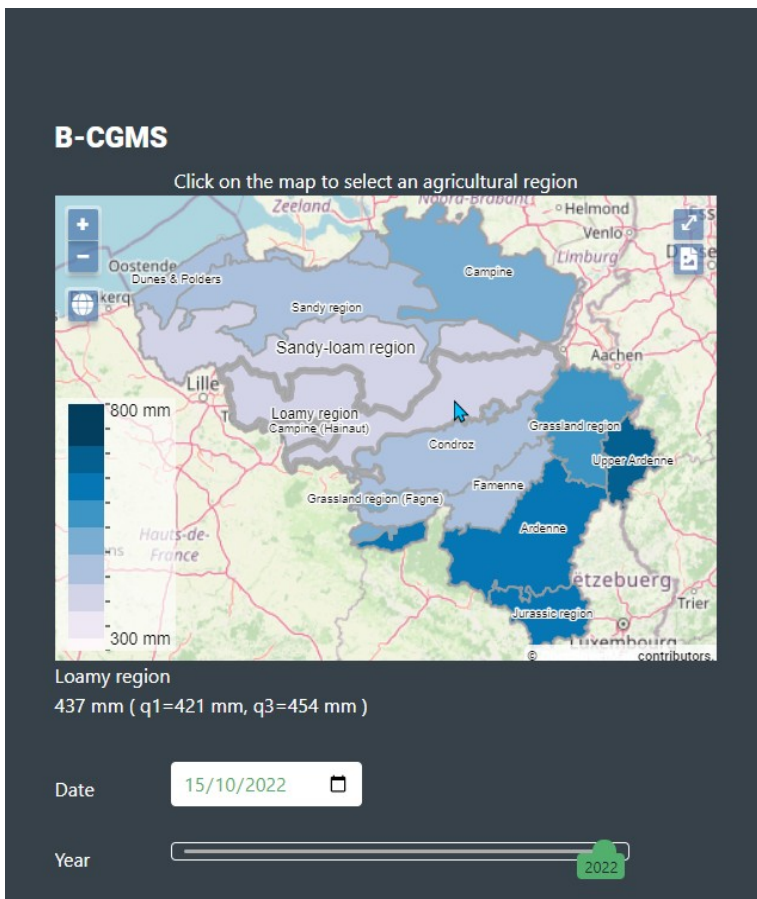 B-CGMS
Click on the map to select an agricultural region
+
Zeeland
Noord-Brabant
Helmond
Venlo
Limburg
Oostende
Dunes & Polders
Campine
Sandy region
Sandy-loam region
Aachen
Lille
800 mm
Loamy region
Campine (Hainaut)
Grassland region
Condroz
Upper Ardenne
Famenne
Grassland region (Fagne)
Ardenne
Hauts-de-
France
Jurassic region
Trier
300 mm
©
contributors.
Loamy region
437 mm ( q1=421 mm, q3=454 mm )
Date
15/10/2022
Year
2022